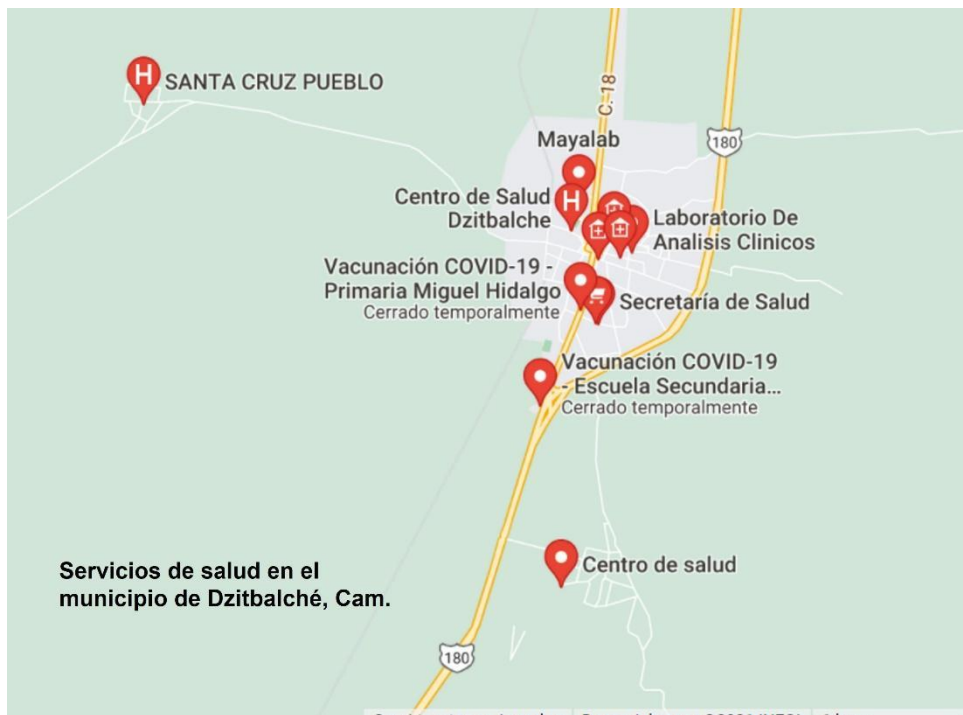 SANTA CRUZ PUEBLO
C. 18
180
Mayalab
Centro de Salud
Dzitbalche
Laboratorio De
Analisis Clinicos
Vacunación COVID-19 -
Primaria Miguel Hidalgo
Cerrado temporalmente
Secretaría de Salud
Vacunación COVID-19
- Escuela Secundaria...
Cerrado temporalmente
Centro de salud
Servicios de salud en el
municipio de Dzitbalché, Cam.
180